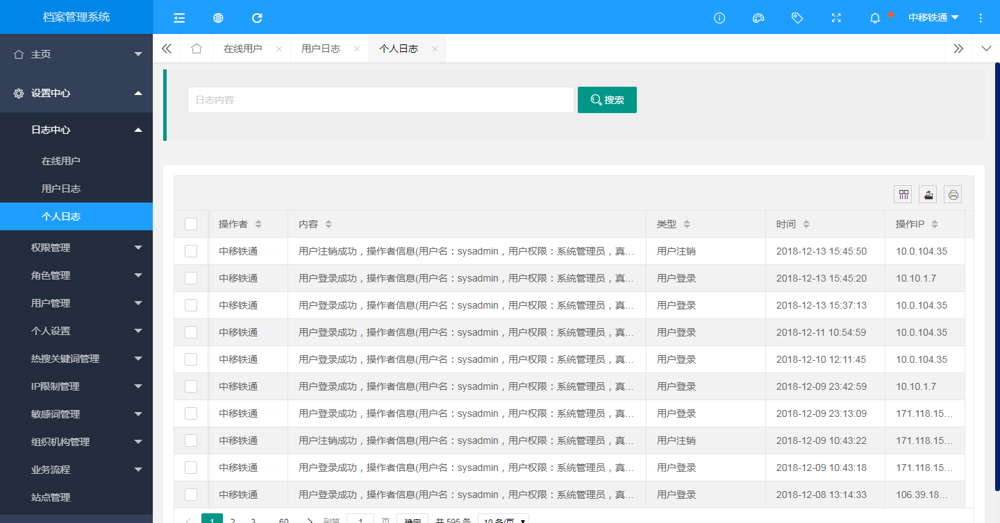 档案管理系统
中移铁通
主页
设置中心
日志中心
在线用户
用户日志
个人日志
权限管理
角色管理
用户管理
个人设置
热搜关键词管理
IP限制管理
敏感词管理
组织机构管理
业务流程
站点管理
在线用户 用户日志 个人日志
日志内容 搜索
操作者 内容 类型 时间 操作IP
中移铁通 用户注销成功，操作者信息(用户名：sysadmin，用户权限：系统管理员，真... 用户注销 2018-12-13 15:45:50 10.0.104.35
中移铁通 用户登录成功，操作者信息(用户名：sysadmin，用户权限：系统管理员，真... 用户登录 2018-12-13 15:45:20 10.10.1.7
中移铁通 用户登录成功，操作者信息(用户名：sysadmin，用户权限：系统管理员，真... 用户登录 2018-12-13 15:37:13 10.0.104.35
中移铁通 用户登录成功，操作者信息(用户名：sysadmin，用户权限：系统管理员，真... 用户登录 2018-12-11 10:54:59 10.0.104.35
中移铁通 用户登录成功，操作者信息(用户名：sysadmin，用户权限：系统管理员，真... 用户登录 2018-12-10 12:11:45 10.0.104.35
中移铁通 用户登录成功，操作者信息(用户名：sysadmin，用户权限：系统管理员，真... 用户登录 2018-12-09 23:42:59 10.10.1.7
中移铁通 用户登录成功，操作者信息(用户名：sysadmin，用户权限：系统管理员，真... 用户登录 2018-12-09 23:13:09 171.118.15...
中移铁通 用户注销成功，操作者信息(用户名：sysadmin，用户权限：系统管理员，真... 用户注销 2018-12-09 10:43:22 171.118.15...
中移铁通 用户登录成功，操作者信息(用户名：sysadmin，用户权限：系统管理员，真... 用户登录 2018-12-09 10:43:18 171.118.15...
中移铁通 用户登录成功，操作者信息(用户名：sysadmin，用户权限：系统管理员，真... 用户登录 2018-12-08 13:14:33 106.39.18...
1 2 3 60 到第 1 页 确定 共 595 条 10 条/页